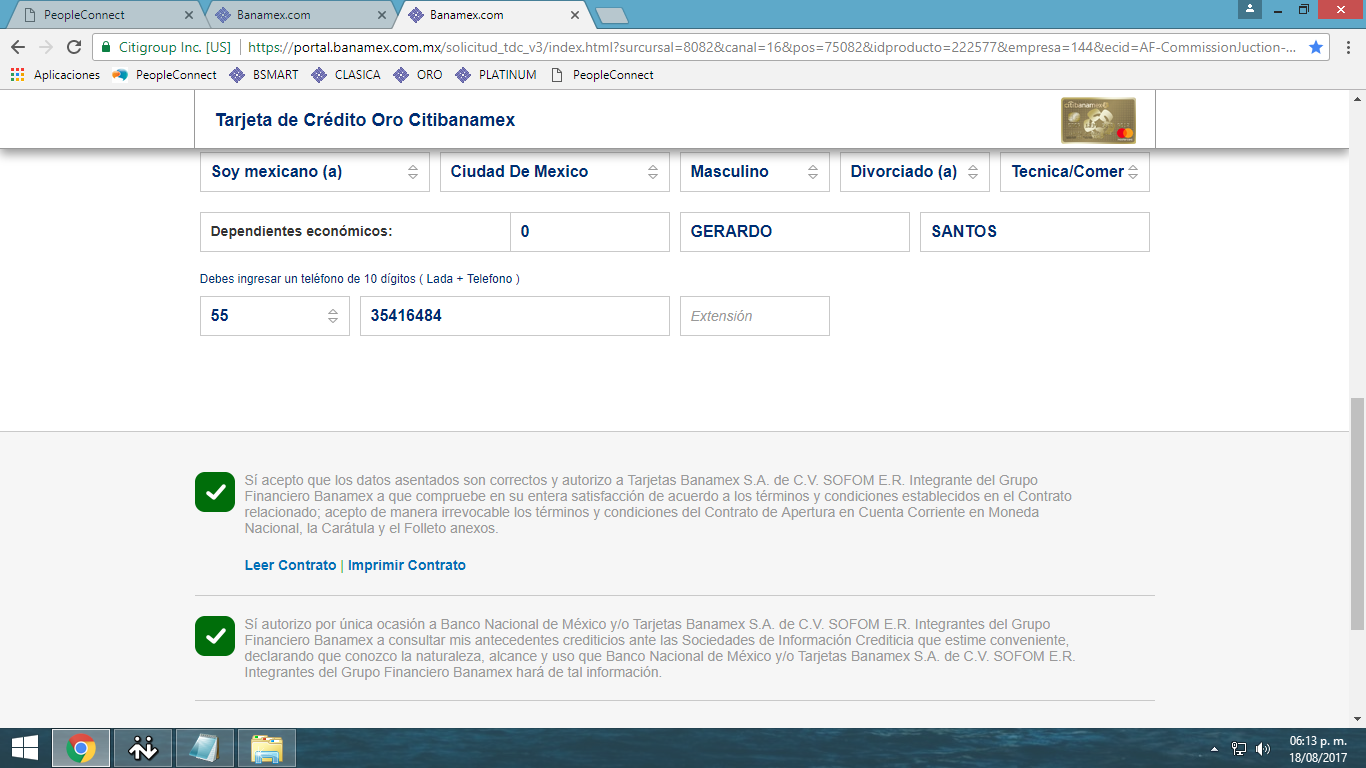 PeopleConnect
Banamex.com
Banamex.com
Citigroup Inc. [US]
https://portal.banamex.com.mx/solicitud_tdc_v3/index.html?surcursal=8082&canal=16&pos=75082&idproducto=222577&empresa=144&ecid=AF-CommissionJuction-...
Aplicaciones PeopleConnect BSMART CLASICA ORO PLATINUM PeopleConnect
Tarjeta de Crédito Oro Citibanamex
citibanamex
Soy mexicano (a) Ciudad De Mexico Masculino Divorciado (a) Tecnica/Comer
Dependientes económicos: 0 GERARDO SANTOS
Debes ingresar un teléfono de 10 dígitos ( Lada + Telefono )
55 35416484 Extensión
Sí acepto que los datos asentados son correctos y autorizo a Tarjetas Banamex S.A. de C.V. SOFOM E.R. Integrante del Grupo
Financiero Banamex a que compruebe en su entera satisfacción de acuerdo a los términos y condiciones establecidos en el Contrato
relacionado; acepto de manera irrevocable los términos y condiciones del Contrato de Apertura en Cuenta Corriente en Moneda
Nacional, la Carátula y el Folleto anexos.
Leer Contrato | Imprimir Contrato
Sí autorizo por única ocasión a Banco Nacional de México y/o Tarjetas Banamex S.A. de C.V. SOFOM E.R. Integrantes del Grupo
Financiero Banamex a consultar mis antecedentes crediticios ante las Sociedades de Información Crediticia que estime conveniente,
declarando que conozco la naturaleza, alcance y uso que Banco Nacional de México y/o Tarjetas Banamex S.A. de C.V. SOFOM E.R.
Integrantes del Grupo Financiero Banamex hará de tal información.
06:13 p. m.
18/08/2017